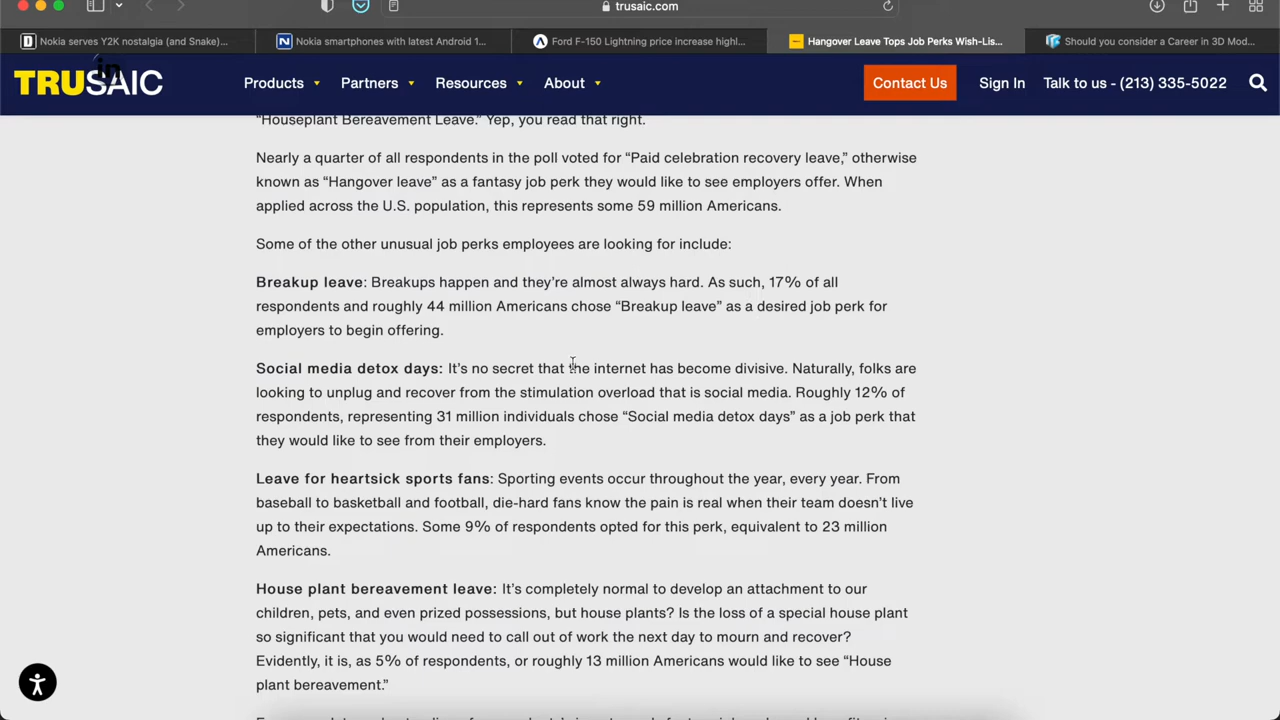 trusaic.com
Nokia serves Y2K nostalgia (and Snake)...
Nokia smartphones with latest Android 1...
Ford F-150 Lightning price increase highl...
Hangover Leave Tops Job Perks Wish-Lis...
Should you consider a Career in 3D Mod...
TRUSAIC
in
Products
Partners
Resources
About
Contact Us
Sign In
Talk to us - (213) 335-5022
“Houseplant Bereavement Leave.” Yep, you read that right.
Nearly a quarter of all respondents in the poll voted for “Paid celebration recovery leave,” otherwise
known as “Hangover leave” as a fantasy job perk they would like to see employers offer. When
applied across the U.S. population, this represents some 59 million Americans.
Some of the other unusual job perks employees are looking for include:
Breakup leave: Breakups happen and they’re almost always hard. As such, 17% of all
respondents and roughly 44 million Americans chose “Breakup leave” as a desired job perk for
employers to begin offering.
Social media detox days: It’s no secret that the internet has become divisive. Naturally, folks are
looking to unplug and recover from the stimulation overload that is social media. Roughly 12% of
respondents, representing 31 million individuals chose “Social media detox days” as a job perk that
they would like to see from their employers.
Leave for heartsick sports fans: Sporting events occur throughout the year, every year. From
baseball to basketball and football, die-hard fans know the pain is real when their team doesn’t live
up to their expectations. Some 9% of respondents opted for this perk, equivalent to 23 million
Americans.
House plant bereavement leave: It’s completely normal to develop an attachment to our
children, pets, and even prized possessions, but house plants? Is the loss of a special house plant
so significant that you would need to call out of work the next day to mourn and recover?
Evidently, it is, as 5% of respondents, or roughly 13 million Americans would like to see “House
plant bereavement.”